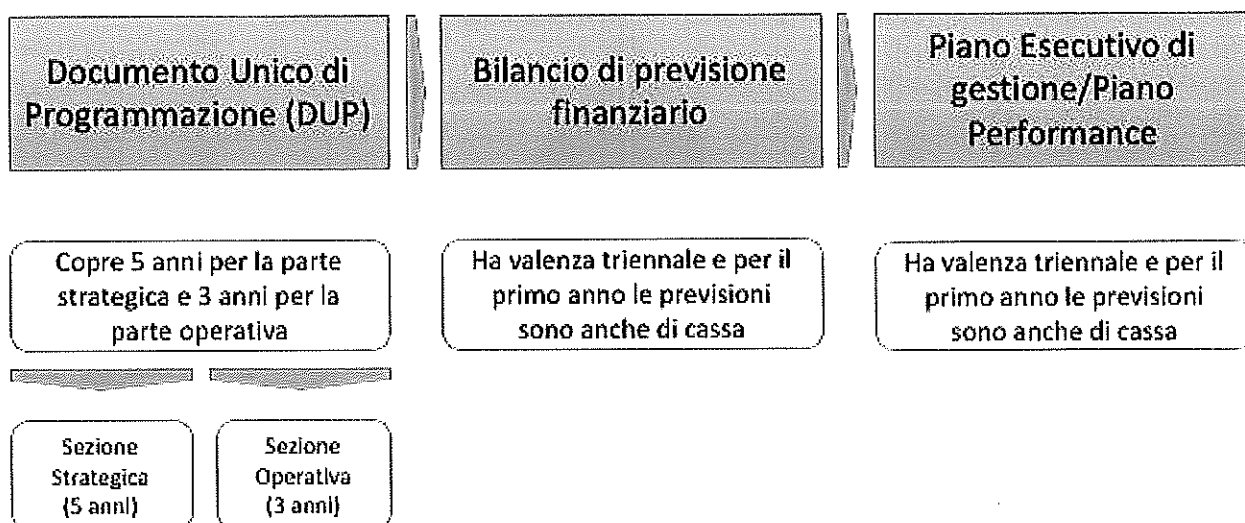 Documento Unico di
Programmazione (DUP)
Bilancio di previsione
finanziario
Piano Esecutivo di
gestione/Piano
Performance
Copre 5 anni per la parte
strategica e 3 anni per la
parte operativa
Ha valenza triennale e per il
primo anno le previsioni
sono anche di cassa
Ha valenza triennale e per il
primo anno le previsioni
sono anche di cassa
Sezione
Strategica
(5 anni)
Sezione
Operativa
(3 anni)